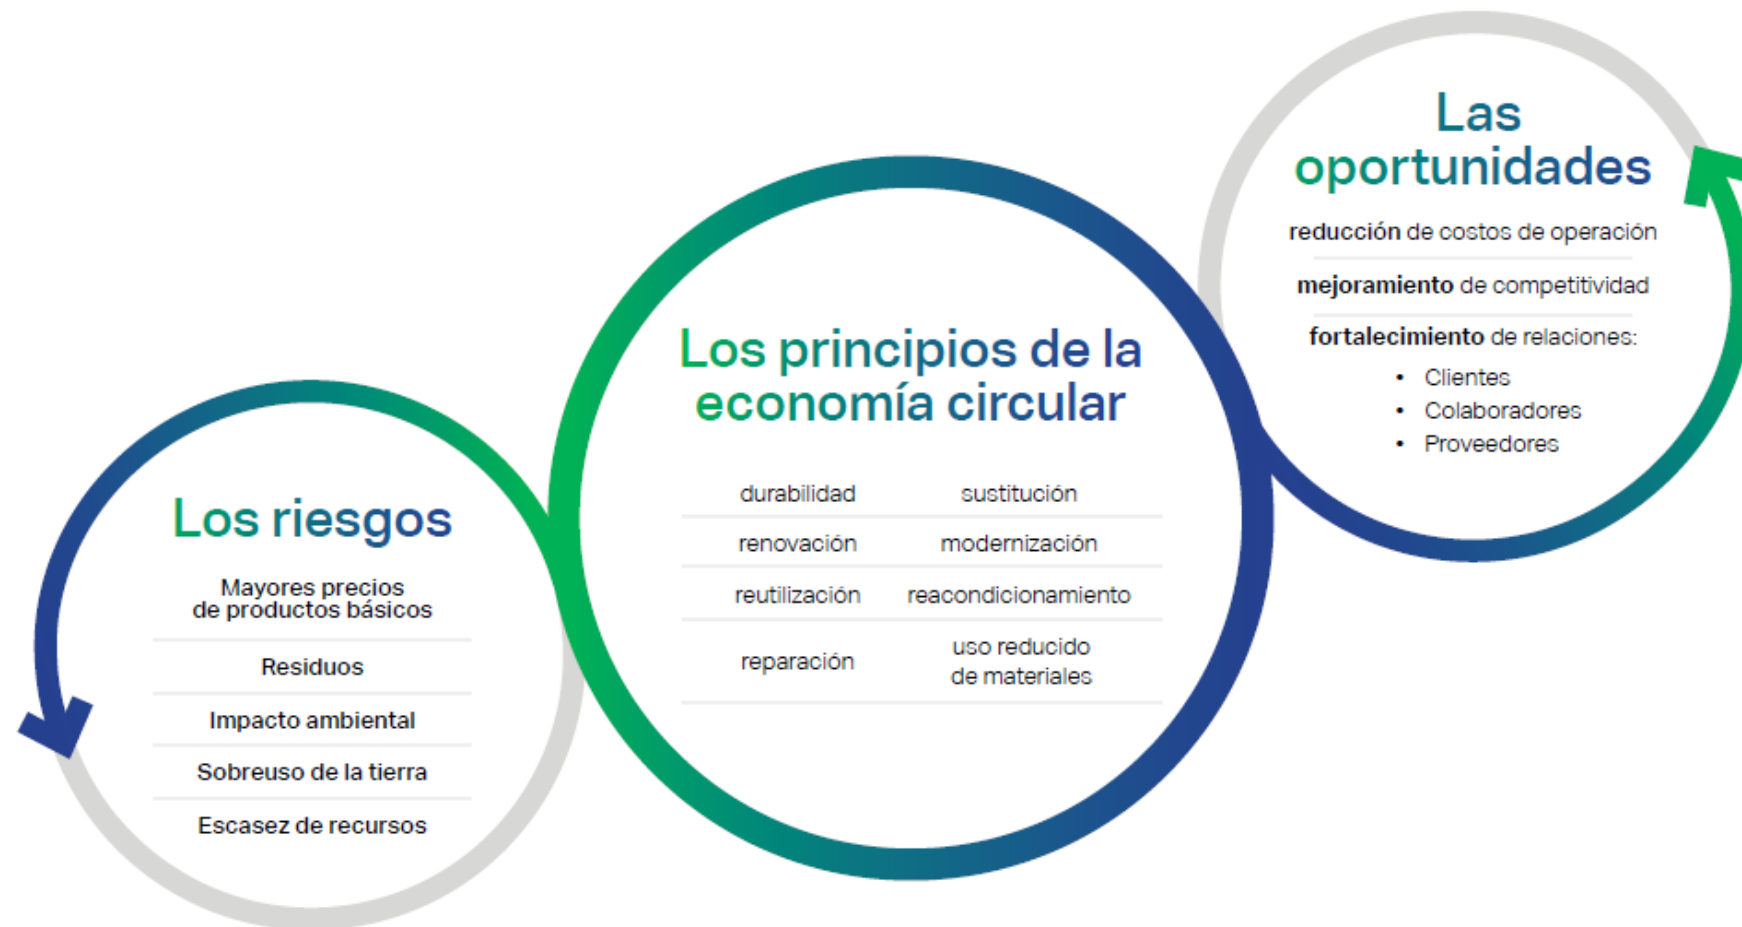 Los riesgos
Mayores precios
de productos básicos
Residuos
Impacto ambiental
Sobreuso de la tierra
Escasez de recursos
Los principios de la
economía circular
durabilidad sustitución
renovación modernización
reutilización reacondicionamiento
reparación uso reducido
de materiales
Las
oportunidades
reducción de costos de operación
mejoramiento de competitividad
fortalecimiento de relaciones:
• Clientes
• Colaboradores
• Proveedores